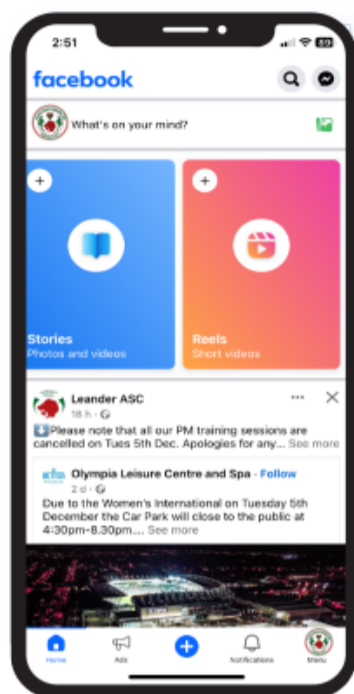 2:51
89
facebook
What's on your mind?
Stories
Photos and videos
Reels
Short videos
Leander ASC
18 h
Please note that all our PM training sessions are
cancelled on Tues 5th Dec. Apologies for any... See more
Olympia Leisure Centre and Spa · Follow
2 d
Due to the Women's International on Tuesday 5th
December the Car Park will close to the public at
4:30pm-8.30pm.... See more
Home
Ads
Notifications
Menu